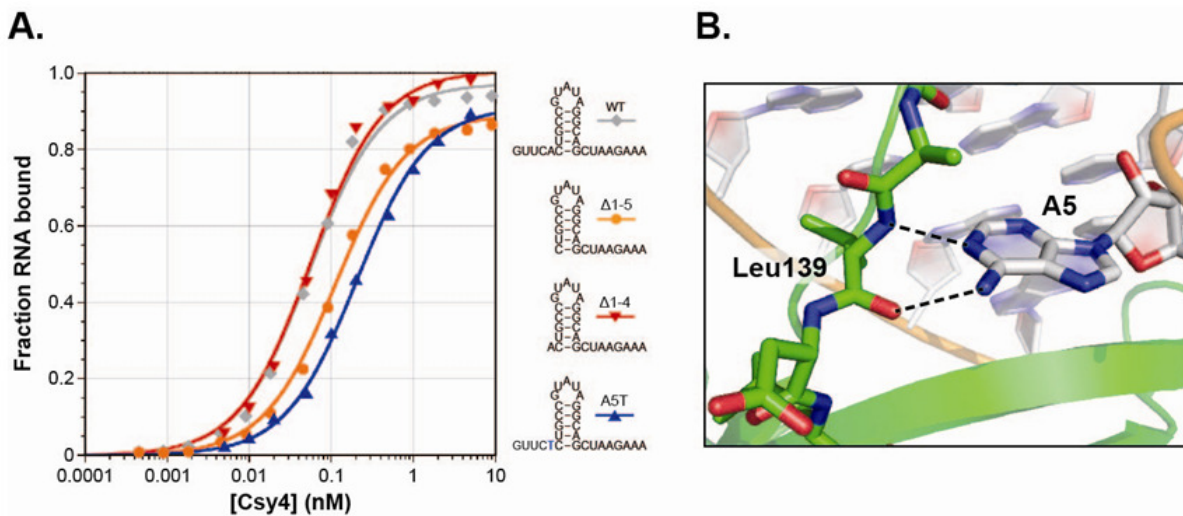 A.
B.
Fraction RNA bound
1.0
0.8
0.6
0.4
0.2
0
0.0001
0.001
0.01
0.1
1
10
[Csy4] (nM)
U A U
G A
C G
C G
G C
U A
GUUCAC-GCUAAGAAA
WT
U A U
G A
C G
C G
G C
U A
C-GCUAAGAAA
Δ1-5
U A U
G A
C G
C G
G C
U A
AC-GCUAAGAAA
Δ1-4
U A U
G A
C G
C G
G C
U A
GUUCTC-GCUAAGAAA
A5T
A5
Leu139